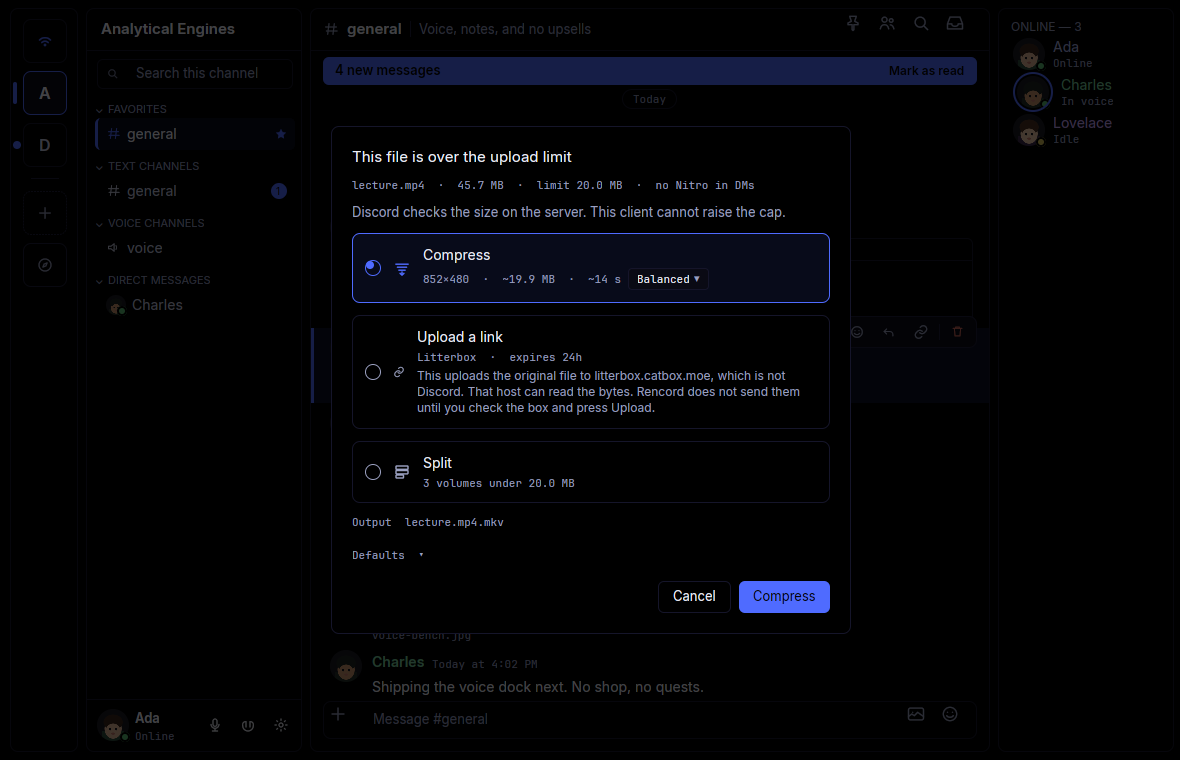 Analytical Engines
# general
Voice, notes, and no upsells
ONLINE — 3
A
D
Search this channel
FAVORITES
# general
TEXT CHANNELS
# general
1
VOICE CHANNELS
voice
DIRECT MESSAGES
Charles
4 new messages
Mark as read
Today
Ada
Online
Charles
In voice
Lovelace
Idle
This file is over the upload limit
lecture.mp4 · 45.7 MB · limit 20.0 MB · no Nitro in DMs
Discord checks the size on the server. This client cannot raise the cap.
Compress
852×480 · ~19.9 MB · ~14 s Balanced ▾
Upload a link
Litterbox · expires 24h
This uploads the original file to litterbox.catbox.moe, which is not
Discord. That host can read the bytes. Rencord does not send them
until you check the box and press Upload.
Split
3 volumes under 20.0 MB
Output lecture.mp4.mkv
Defaults ▾
Cancel
Compress
voice-bench.jpg
Charles Today at 4:02 PM
Shipping the voice dock next. No shop, no quests.
Message #general
Ada
Online